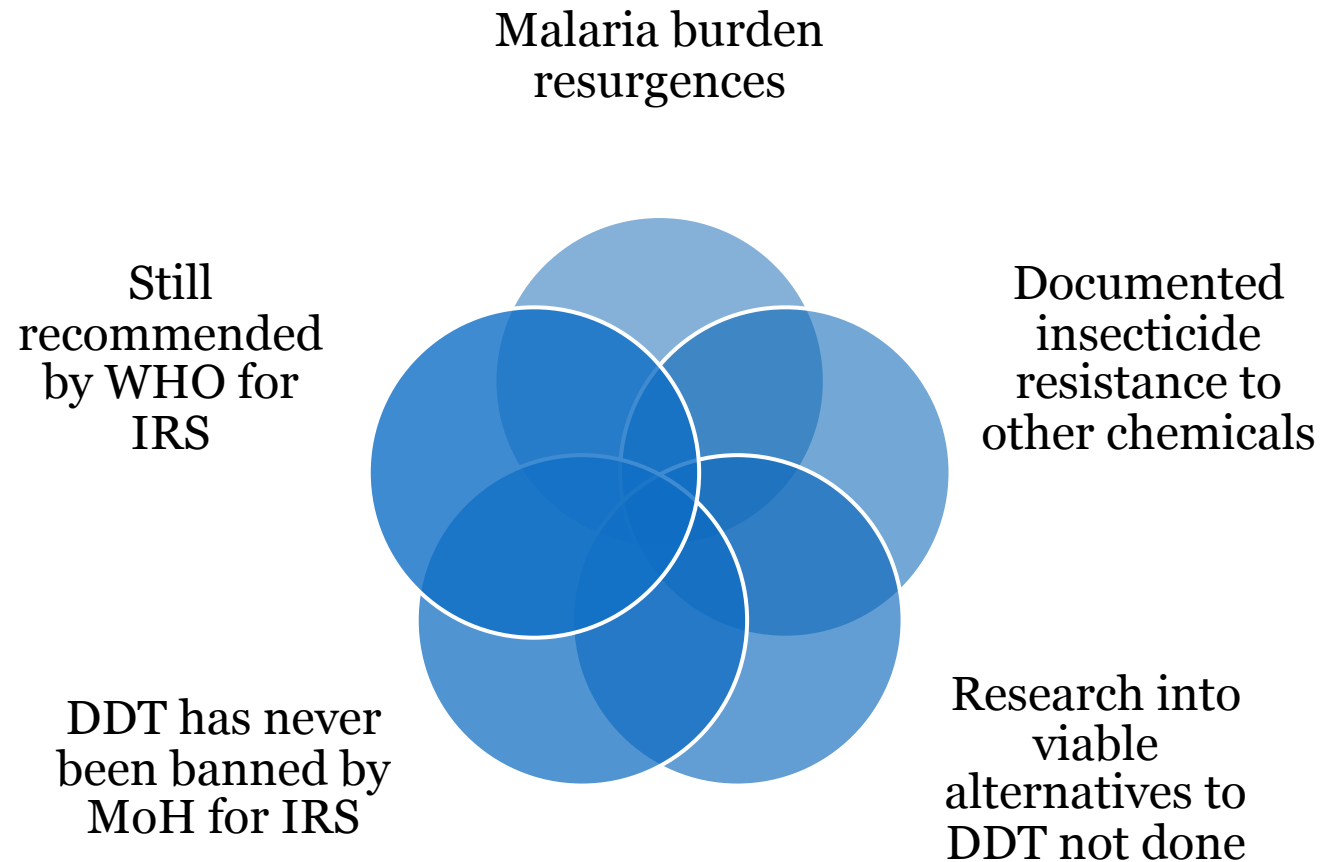 Malaria burden
resurgences
Still
recommended
by WHO for
IRS
Documented
insecticide
resistance to
other chemicals
DDT has never
been banned by
MoH for IRS
Research into
viable
alternatives to
DDT not done